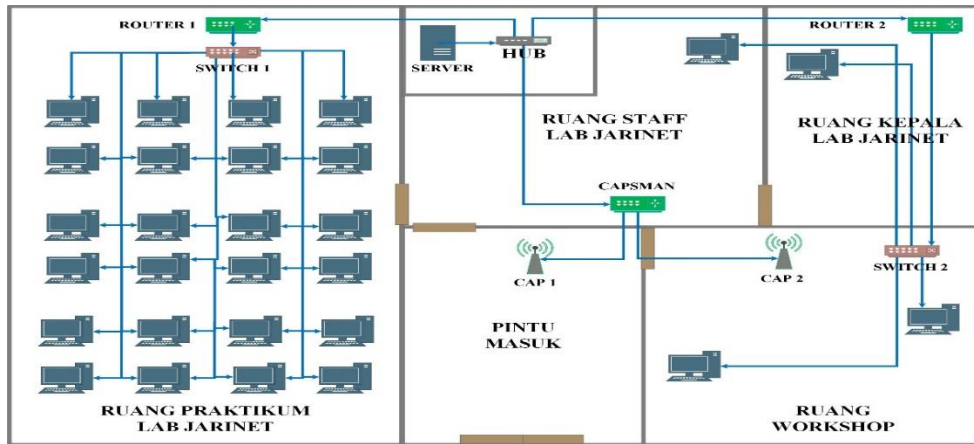 ROUTER 1
SWITCH 1
SERVER
HUB
ROUTER 2
RUANG STAFF
LAB JARINET
RUANG KEPALA
LAB JARINET
CAPSMAN
CAP 1
CAP 2
SWITCH 2
PINTU
MASUK
RUANG PRAKTIKUM
LAB JARINET
RUANG
WORKSHOP